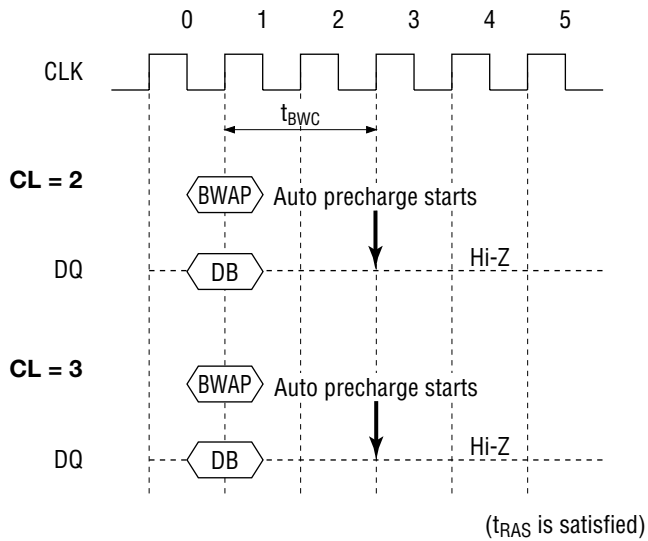 0 1 2 3 4 5
CLK
tBWC
CL = 2
BWAP Auto precharge starts
DQ DB Hi-Z
CL = 3
BWAP Auto precharge starts
DQ DB Hi-Z
(tRAS is satisfied)